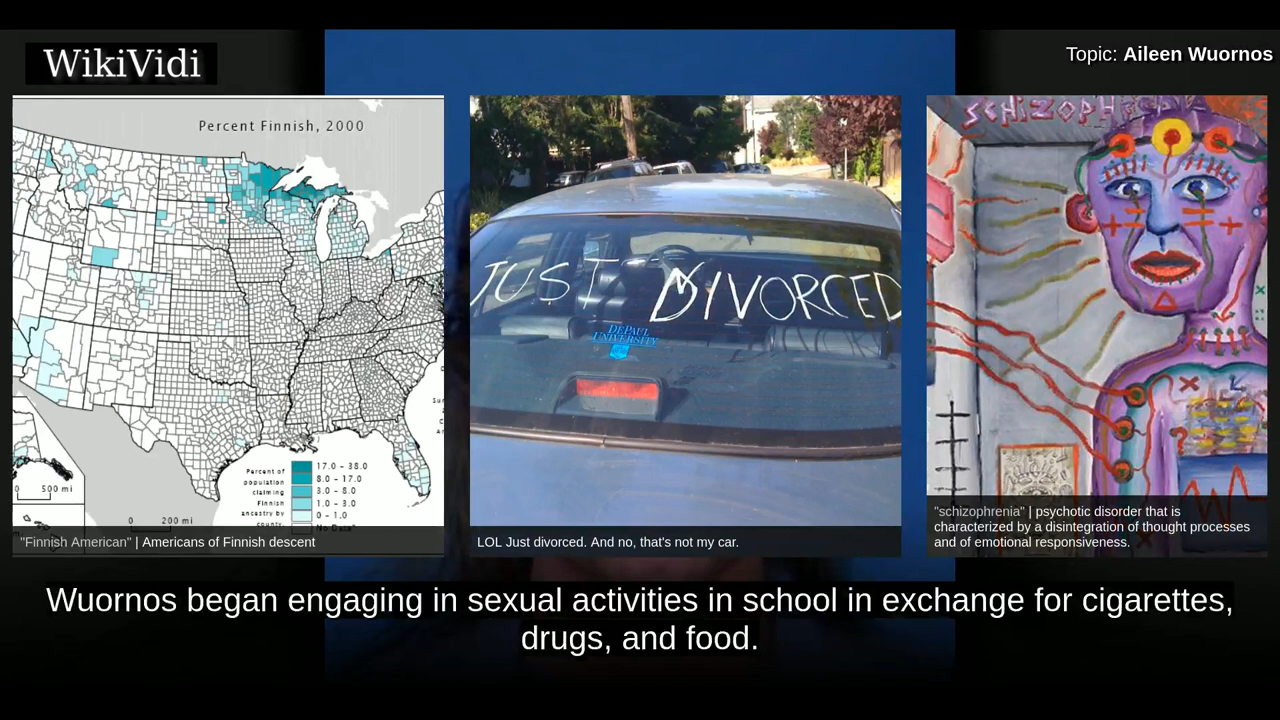 WikiVidi
Topic: Aileen Wuornos
Percent Finnish, 2000
Percent of
population
claiming
Finnish
ancestry by
county.
17.0 – 38.0
8.0 – 17.0
3.0 – 8.0
1.0 – 3.0
0 – 1.0
No Data*
0 500 mi
0 200 mi
"Finnish American" | Americans of Finnish descent
JUST DIVORCED
DEPAUL
UNIVERSITY
LOL Just divorced. And no, that's not my car.
"schizophrenia" | psychotic disorder that is
characterized by a disintegration of thought processes
and of emotional responsiveness.
Wuornos began engaging in sexual activities in school in exchange for cigarettes,
drugs, and food.